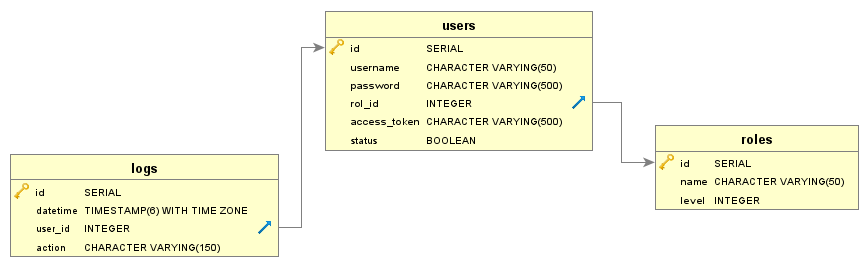 users
id SERIAL
username CHARACTER VARYING(50)
password CHARACTER VARYING(500)
rol_id INTEGER
access_token CHARACTER VARYING(500)
status BOOLEAN
roles
id SERIAL
name CHARACTER VARYING(50)
level INTEGER
logs
id SERIAL
datetime TIMESTAMP(6) WITH TIME ZONE
user_id INTEGER
action CHARACTER VARYING(150)